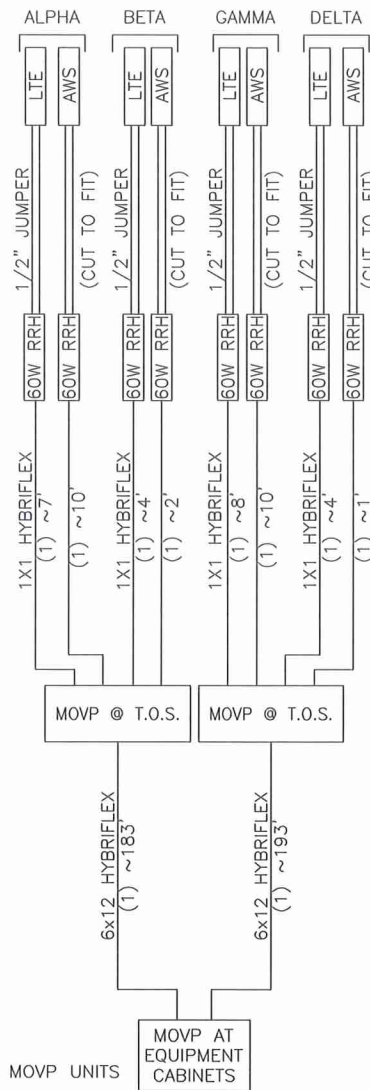 ALPHA
BETA
GAMMA
DELTA
LTE
AWS
LTE
AWS
LTE
AWS
LTE
AWS
1/2" JUMPER
(CUT TO FIT)
1/2" JUMPER
(CUT TO FIT)
1/2" JUMPER
(CUT TO FIT)
1/2" JUMPER
(CUT TO FIT)
60W RRH
60W RRH
60W RRH
60W RRH
60W RRH
60W RRH
60W RRH
60W RRH
1X1 HYBRIFLEX
(1) ~7'
(1) ~10'
1X1 HYBRIFLEX
(1) ~4'
(1) ~2'
1X1 HYBRIFLEX
(1) ~8'
(1) ~10'
1X1 HYBRIFLEX
(1) ~4'
(1) ~1'
MOVP @ T.O.S.
MOVP @ T.O.S.
6x12 HYBRIFLEX
(1) ~183'
6x12 HYBRIFLEX
(1) ~193'
MOVP AT
EQUIPMENT
CABINETS
MOVP UNITS